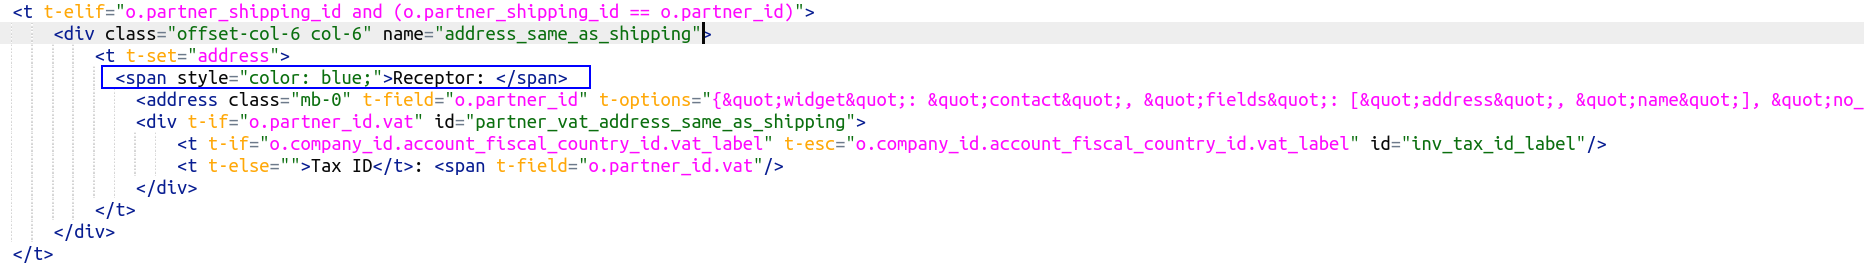 <t t-elif="o.partner_shipping_id and (o.partner_shipping_id == o.partner_id)">
<div class="offset-col-6 col-6" name="address_same_as_shipping">
<t t-set="address">
<span style="color: blue;">Receptor: </span>
<address class="mb-0" t-field="o.partner_id" t-options="{&quot;widget&quot;: &quot;contact&quot;, &quot;fields&quot;: [&quot;address&quot;, &quot;name&quot;], &quot;no_
<div t-if="o.partner_id.vat" id="partner_vat_address_same_as_shipping">
<t t-if="o.company_id.account_fiscal_country_id.vat_label" t-esc="o.company_id.account_fiscal_country_id.vat_label" id="inv_tax_id_label"/>
<t t-else="">Tax ID</t>: <span t-field="o.partner_id.vat"/>
</div>
</t>
</div>
</t>